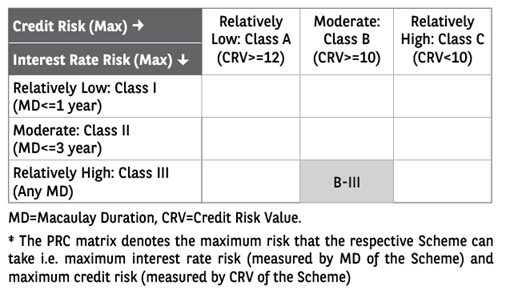 Credit Risk (Max) → Relatively Low: Class A (CRV>=12) Moderate: Class B (CRV>=10) Relatively High: Class C (CRV<10)
Interest Rate Risk (Max) ↓
Relatively Low: Class I
(MD<=1 year)
Moderate: Class II
(MD<=3 year)
Relatively High: Class III
(Any MD)
B-III
MD=Macaulay Duration, CRV=Credit Risk Value.
‡ The PRC matrix denotes the maximum risk that the respective Scheme can
take i.e. maximum interest rate risk (measured by MD of the Scheme) and
maximum credit risk (measured by CRV of the Scheme)